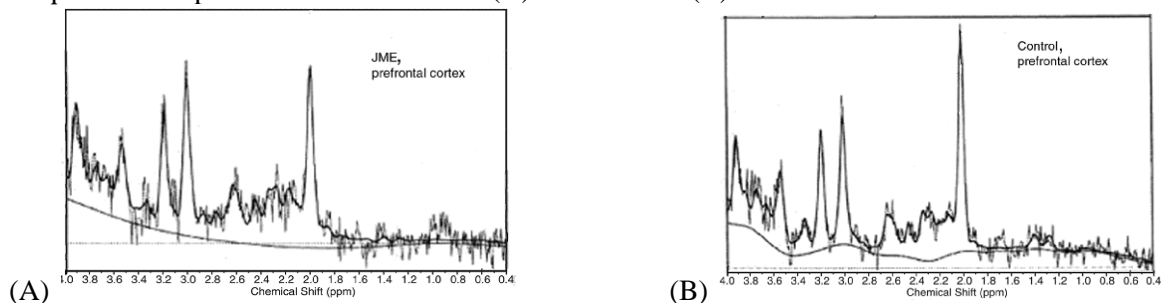 JME,
prefrontal cortex
4.0 3.8 3.6 3.4 3.2 3.0 2.8 2.6 2.4 2.2 2.0 1.8 1.6 1.4 1.2 1.0 0.8 0.6 0.4
Chemical Shift (ppm)
(A)
Control,
prefrontal cortex
4.0 3.8 3.6 3.4 3.2 3.0 2.8 2.6 2.4 2.2 2.0 1.8 1.6 1.4 1.2 1.0 0.8 0.6 0.4
Chemical Shift (ppm)
(B)